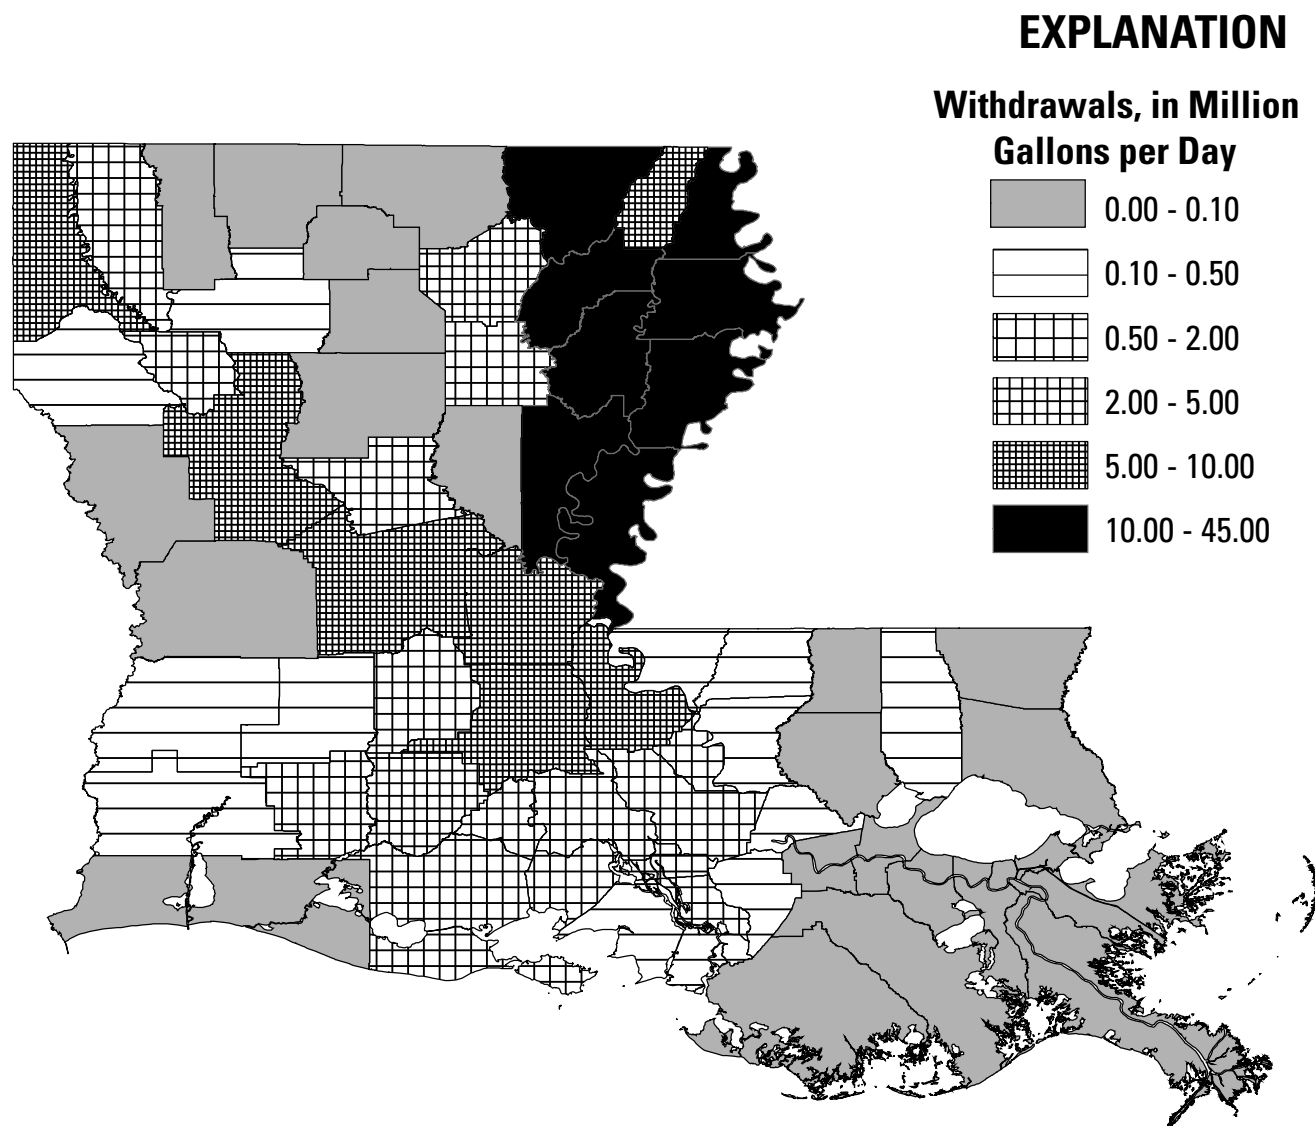 EXPLANATION
Withdrawals, in Million
Gallons per Day
0.00 - 0.10
0.10 - 0.50
0.50 - 2.00
2.00 - 5.00
5.00 - 10.00
10.00 - 45.00